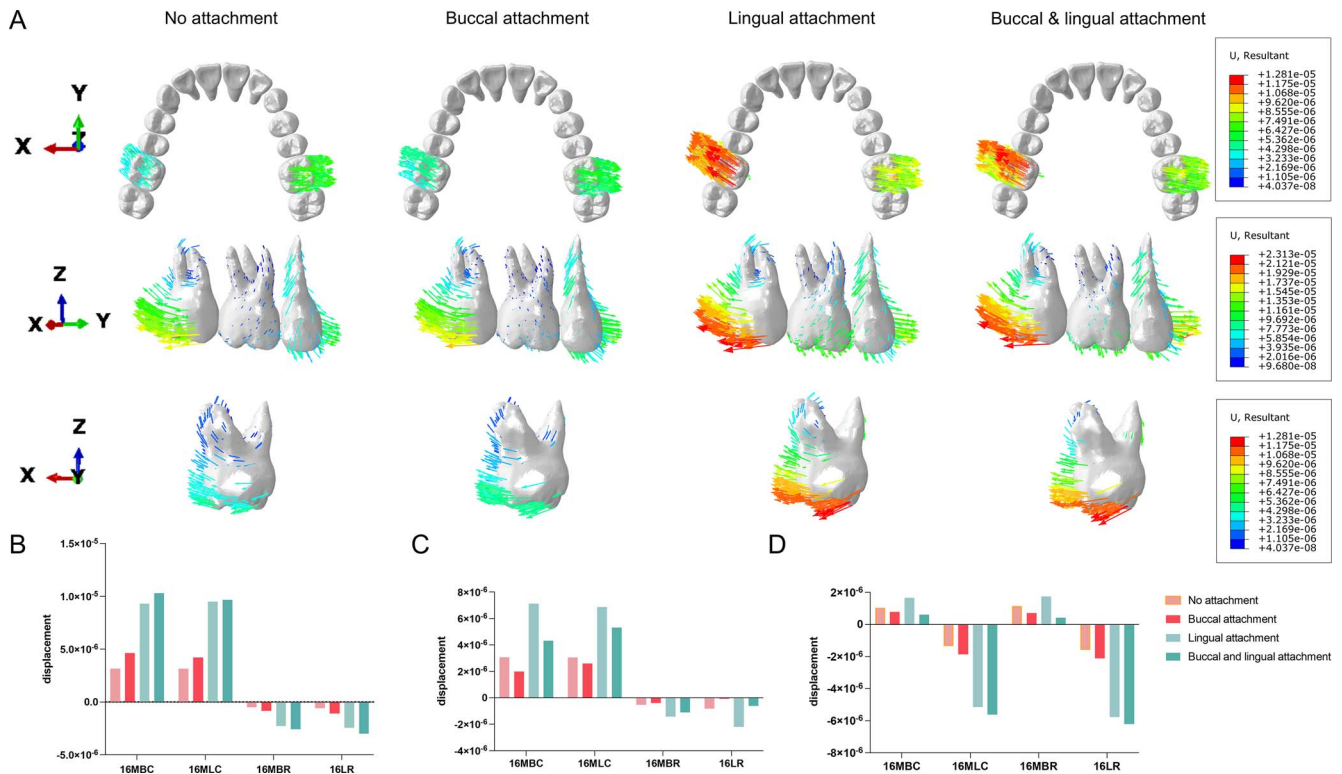 A
No attachment
Buccal attachment
Lingual attachment
Buccal & lingual attachment
Y
X
Z
U, Resultant
+1.281e-05
+1.175e-05
+1.068e-05
+9.620e-06
+8.555e-06
+7.491e-06
+6.427e-06
+5.362e-06
+4.298e-06
+3.233e-06
+2.169e-06
+1.105e-06
+4.037e-08
Z
X
Y
U, Resultant
+2.313e-05
+2.121e-05
+1.929e-05
+1.737e-05
+1.545e-05
+1.353e-05
+1.161e-05
+9.692e-06
+7.773e-06
+5.854e-06
+3.935e-06
+2.016e-06
+9.680e-08
Z
X
Y
U, Resultant
+1.281e-05
+1.175e-05
+1.068e-05
+9.620e-06
+8.555e-06
+7.491e-06
+6.427e-06
+5.362e-06
+4.298e-06
+3.233e-06
+2.169e-06
+1.105e-06
+4.037e-08
B
displacement
1.5×10⁻⁵
1.0×10⁻⁵
5.0×10⁻⁶
0.0
-5.0×10⁻⁶
16MBC 16MLC 16MBR 16LR
C
displacement
8×10⁻⁶
6×10⁻⁶
4×10⁻⁶
2×10⁻⁶
0
-2×10⁻⁶
-4×10⁻⁶
16MBC 16MLC 16MBR 16LR
D
displacement
2×10⁻⁶
0
-2×10⁻⁶
-4×10⁻⁶
-6×10⁻⁶
-8×10⁻⁶
16MBC 16MLC 16MBR 16LR
No attachment
Buccal attachment
Lingual attachment
Buccal and lingual attachment